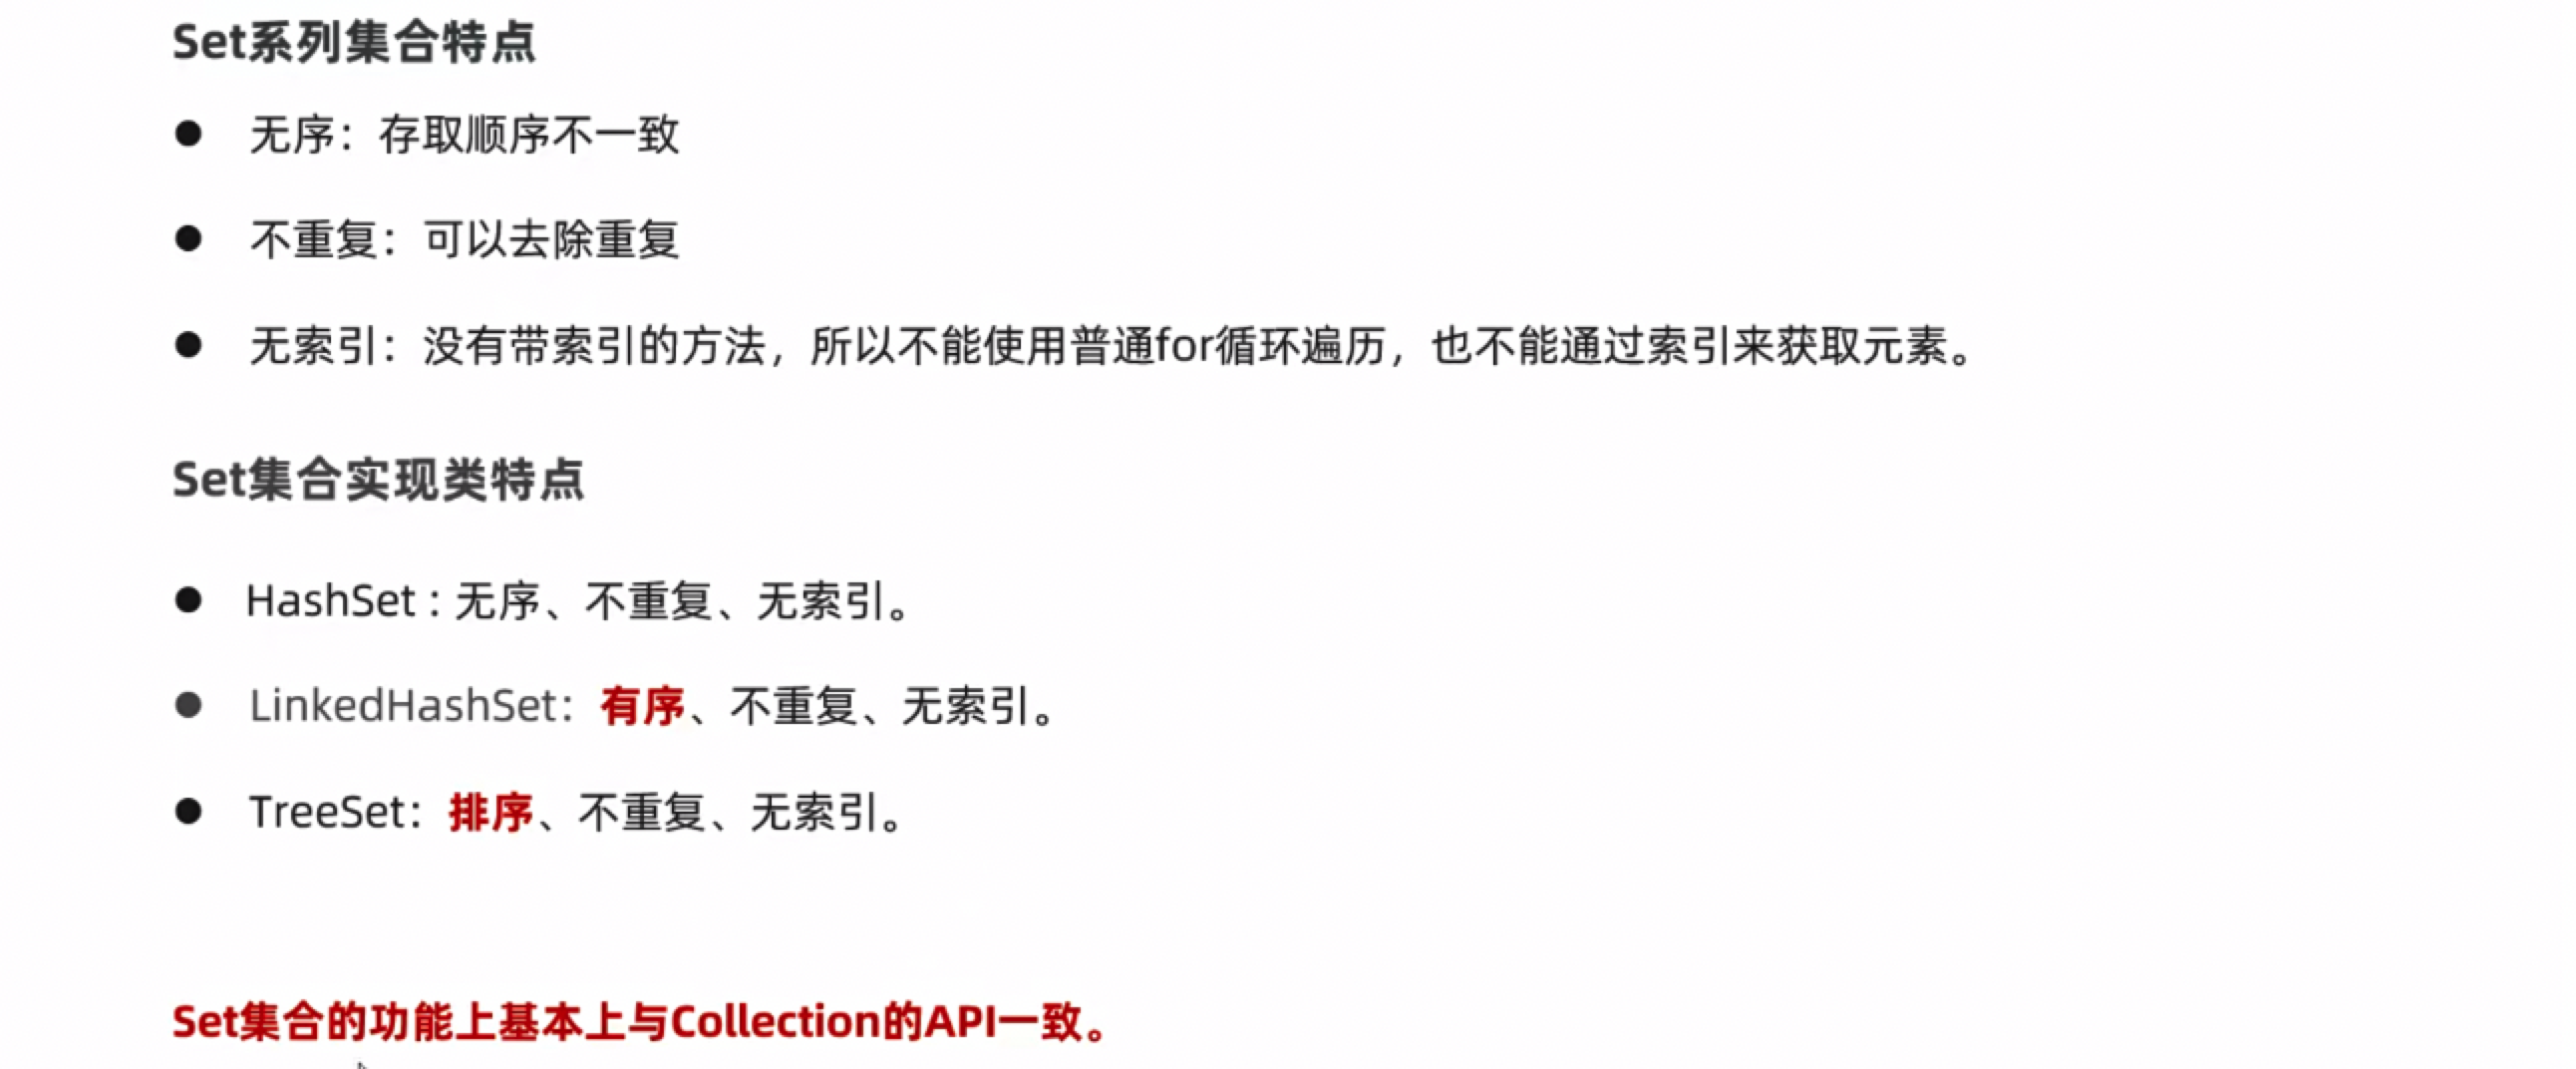 Set系列集合特点
● 无序：存取顺序不一致
● 不重复：可以去除重复
● 无索引：没有带索引的方法，所以不能使用普通for循环遍历，也不能通过索引来获取元素。
Set集合实现类特点
● HashSet : 无序、不重复、无索引。
● LinkedHashSet：有序、不重复、无索引。
● TreeSet：排序、不重复、无索引。
Set集合的功能上基本上与Collection的API一致。